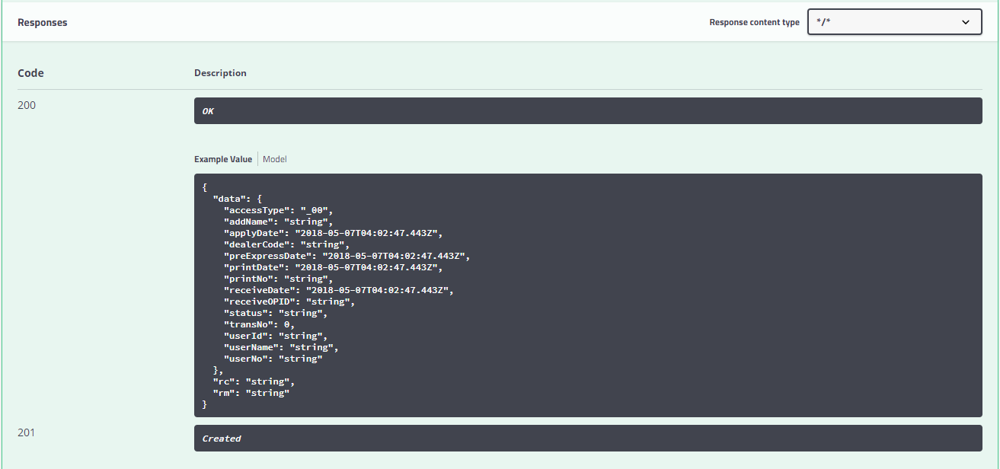 Responses
Response content type */*
Code Description
200 OK
Example Value Model
{
  "data": {
    "accessType": "_00",
    "addName": "string",
    "applyDate": "2018-05-07T04:02:47.443Z",
    "dealerCode": "string",
    "preExpressDate": "2018-05-07T04:02:47.443Z",
    "printDate": "2018-05-07T04:02:47.443Z",
    "printNo": "string",
    "receiveDate": "2018-05-07T04:02:47.443Z",
    "receiveOPID": "string",
    "status": "string",
    "transNo": 0,
    "userId": "string",
    "userName": "string",
    "userNo": "string"
  },
  "rc": "string",
  "rm": "string"
}
201 Created